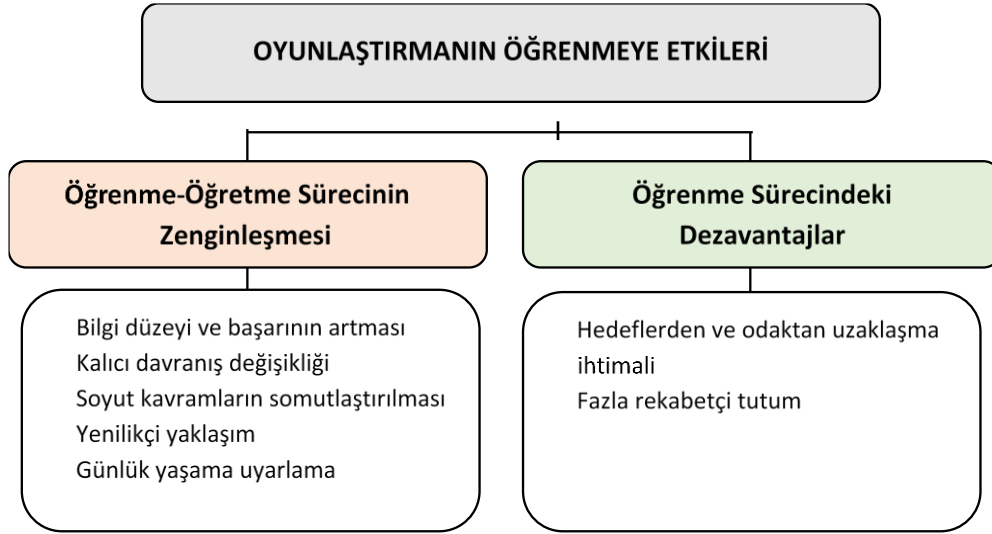 OYUNLAŞTIRMANIN ÖĞRENMEYE ETKİLERİ
Öğrenme-Öğretme Sürecinin
Zenginleşmesi
Bilgi düzeyi ve başarının artması
Kalıcı davranış değişikliği
Soyut kavramların somutlaştırılması
Yenilikçi yaklaşım
Günlük yaşama uyarlama
Öğrenme Sürecindeki
Dezavantajlar
Hedeflerden ve odaktan uzaklaşma
ihtimali
Fazla rekabetçi tutum